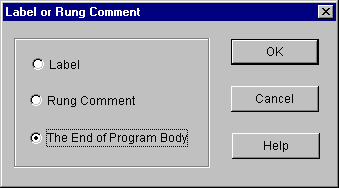 Label or Rung Comment
Label
OK
Rung Comment
Cancel
The End of Program Body
Help